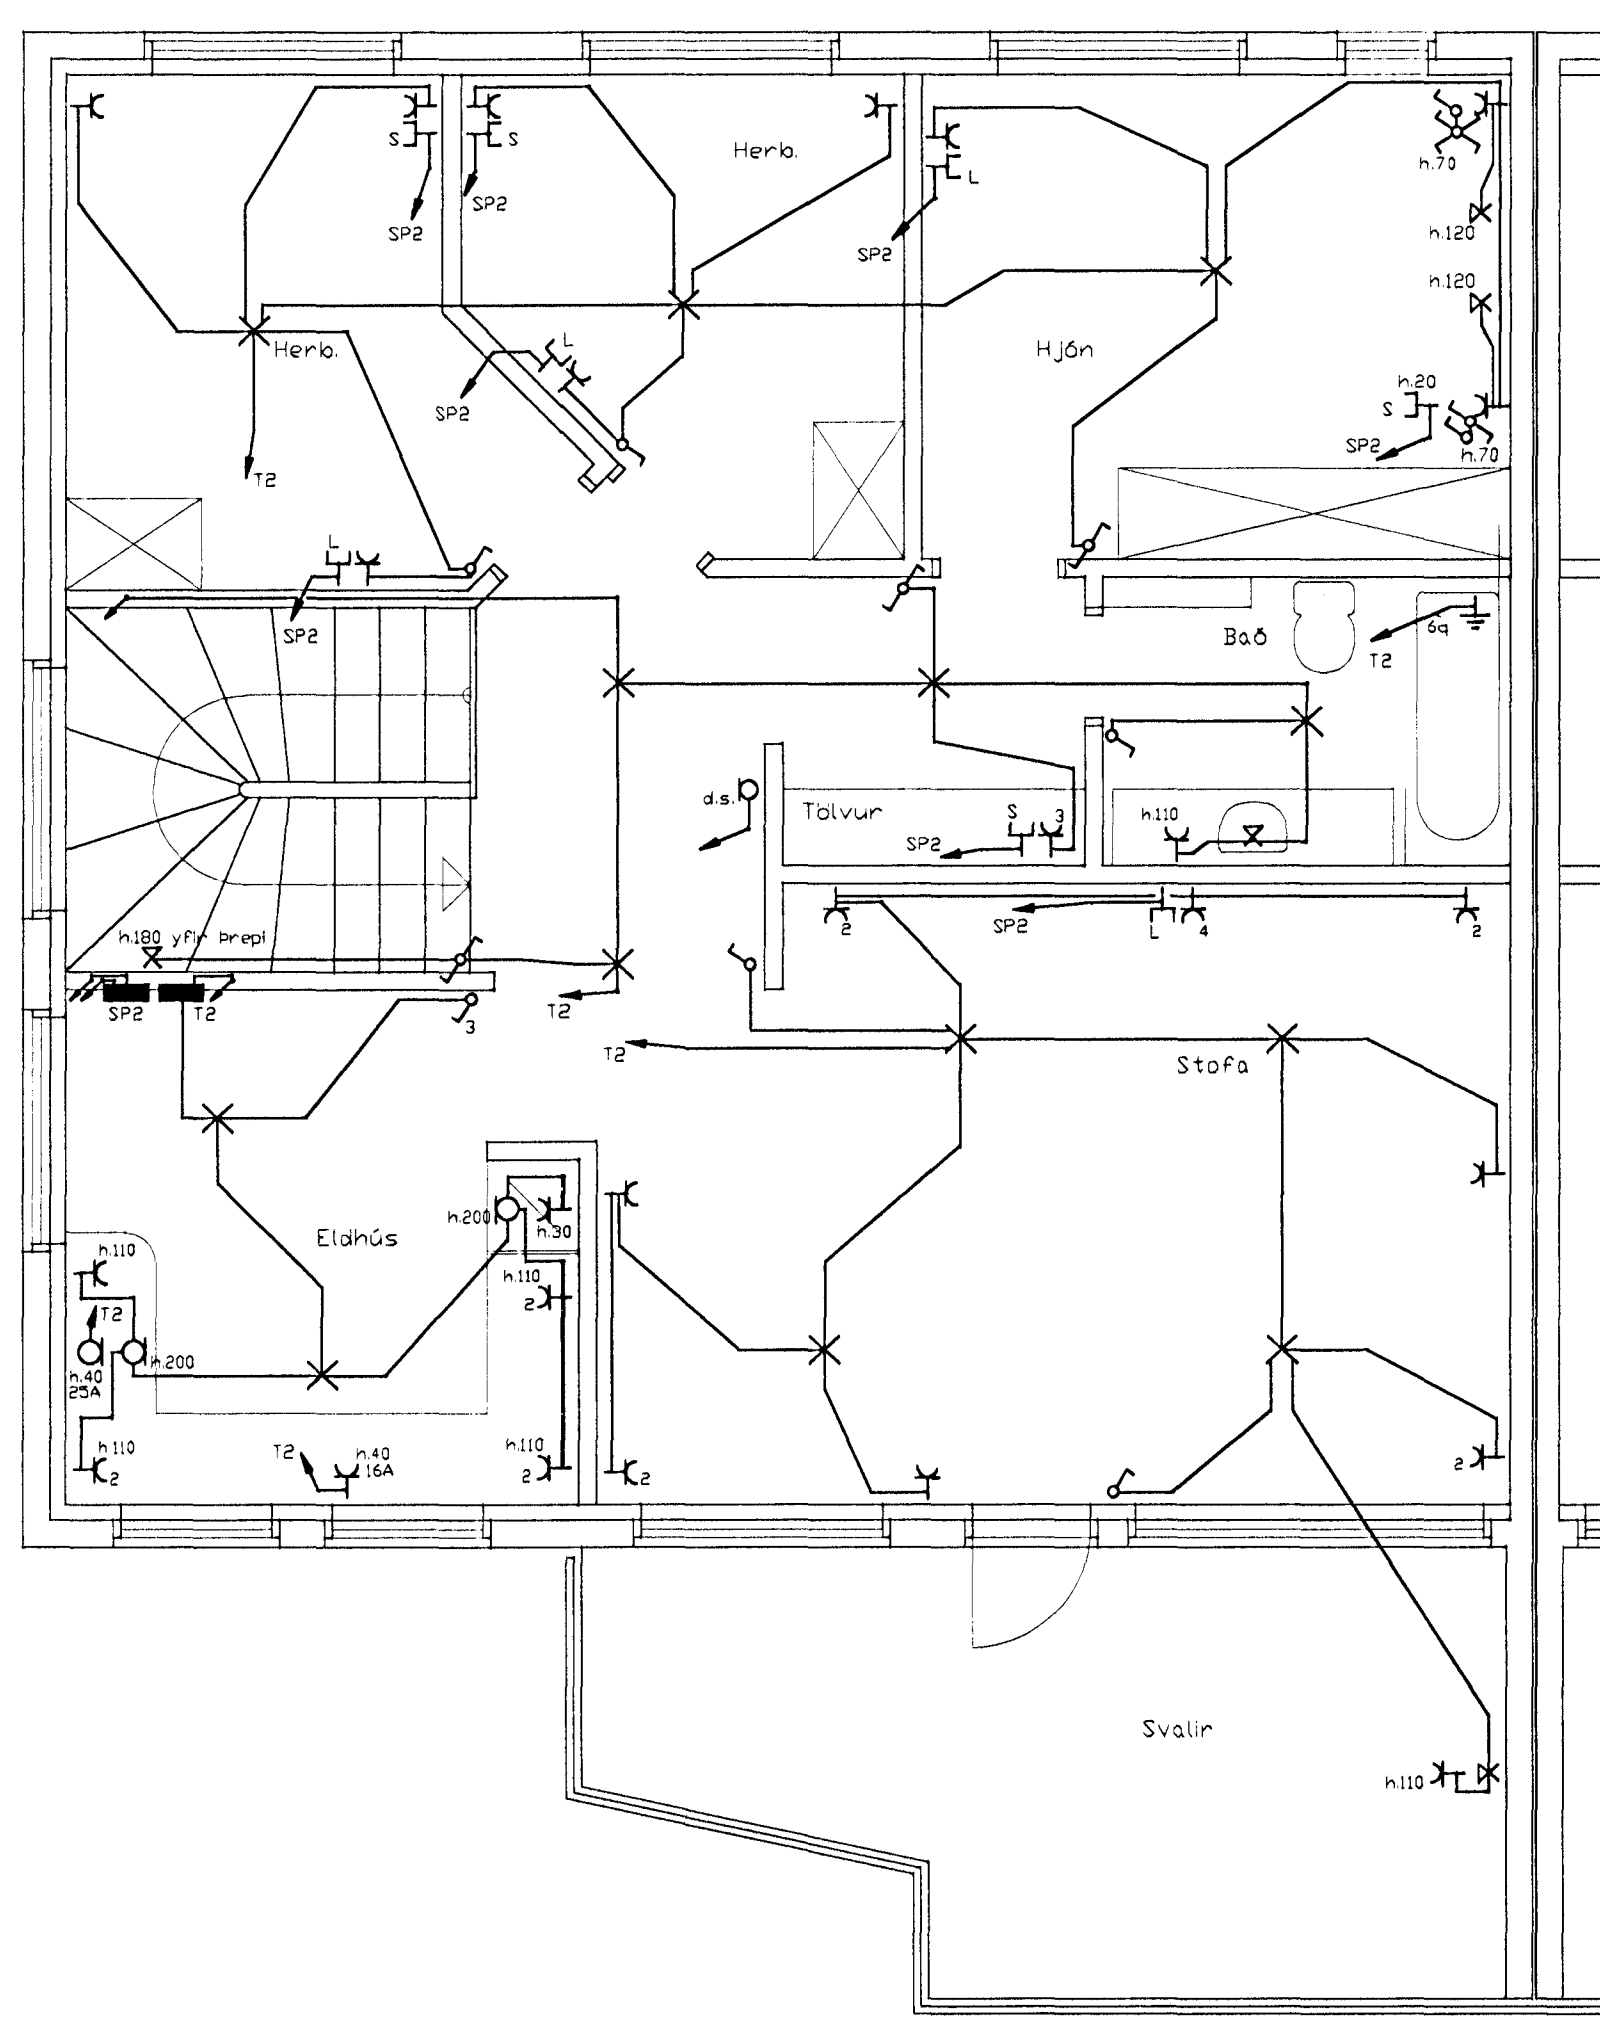 S
S
Herb.
L
h.70
SP2
SP2
SP2
h.120
h.120
L
Herb.
Hjón
SP2
h.20
S
SP2
h.70
T2
L
SP2
Bað
6q
T2
d.s.
Tölvur
S
3
h.110
SP2
2
SP2
L
4
2
h.180 yfir þrepi
SP2
T2
3
T2
T2
Stofa
h.200
h.30
Eldhús
h.110
h.110
2
T2
h.200
h.40
25A
h.110
2
T2
h.40
16A
h.110
2
2
2
Svalir
h.110